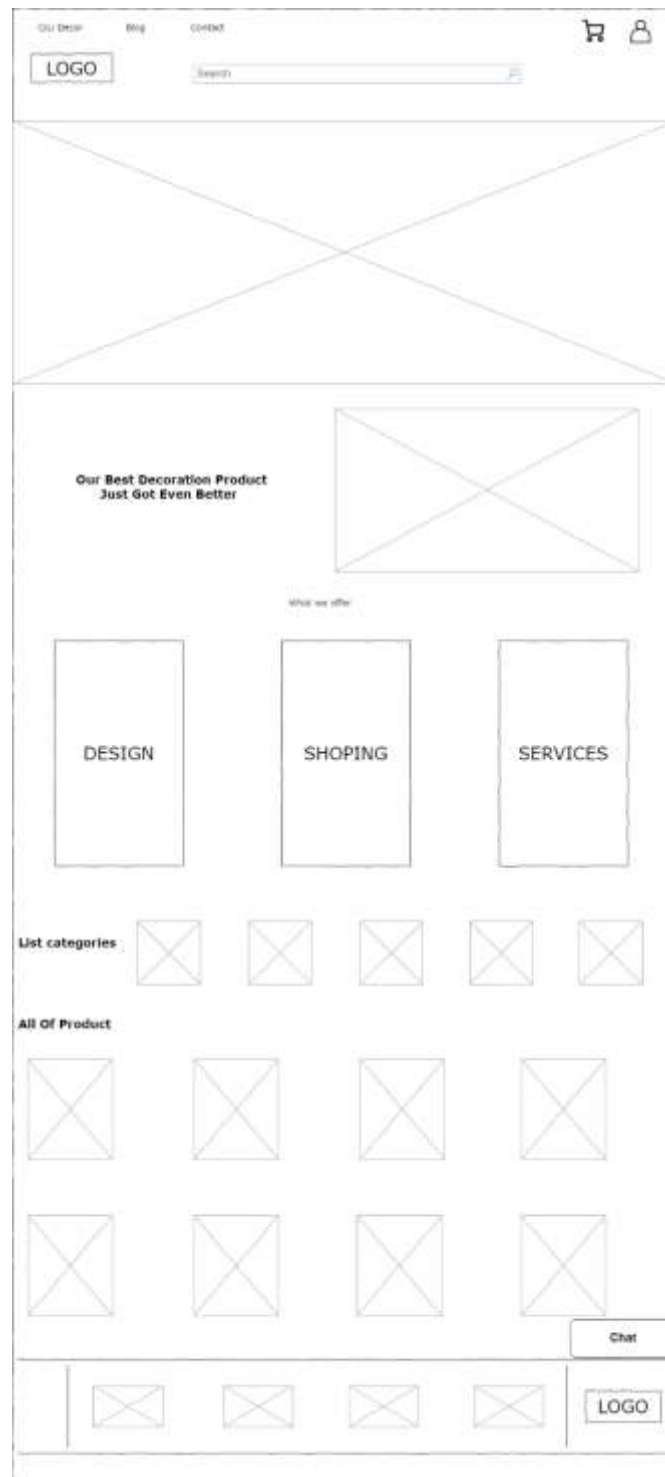 Decor
Blog
Contact
LOGO
Search
Our Best Decoration Product
Just Got Even Better
What we offer
DESIGN
SHOPING
SERVICES
List categories
All Of Product
Chat
LOGO